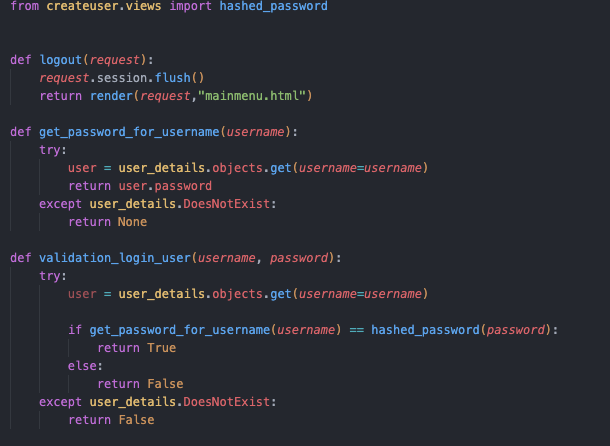 from createuser.views import hashed_password
def logout(request):
    request.session.flush()
    return render(request,"mainmenu.html")
def get_password_for_username(username):
    try:
        user = user_details.objects.get(username=username)
        return user.password
    except user_details.DoesNotExist:
        return None
def validation_login_user(username, password):
    try:
        user = user_details.objects.get(username=username)
        if get_password_for_username(username) == hashed_password(password):
            return True
        else:
            return False
    except user_details.DoesNotExist:
        return False